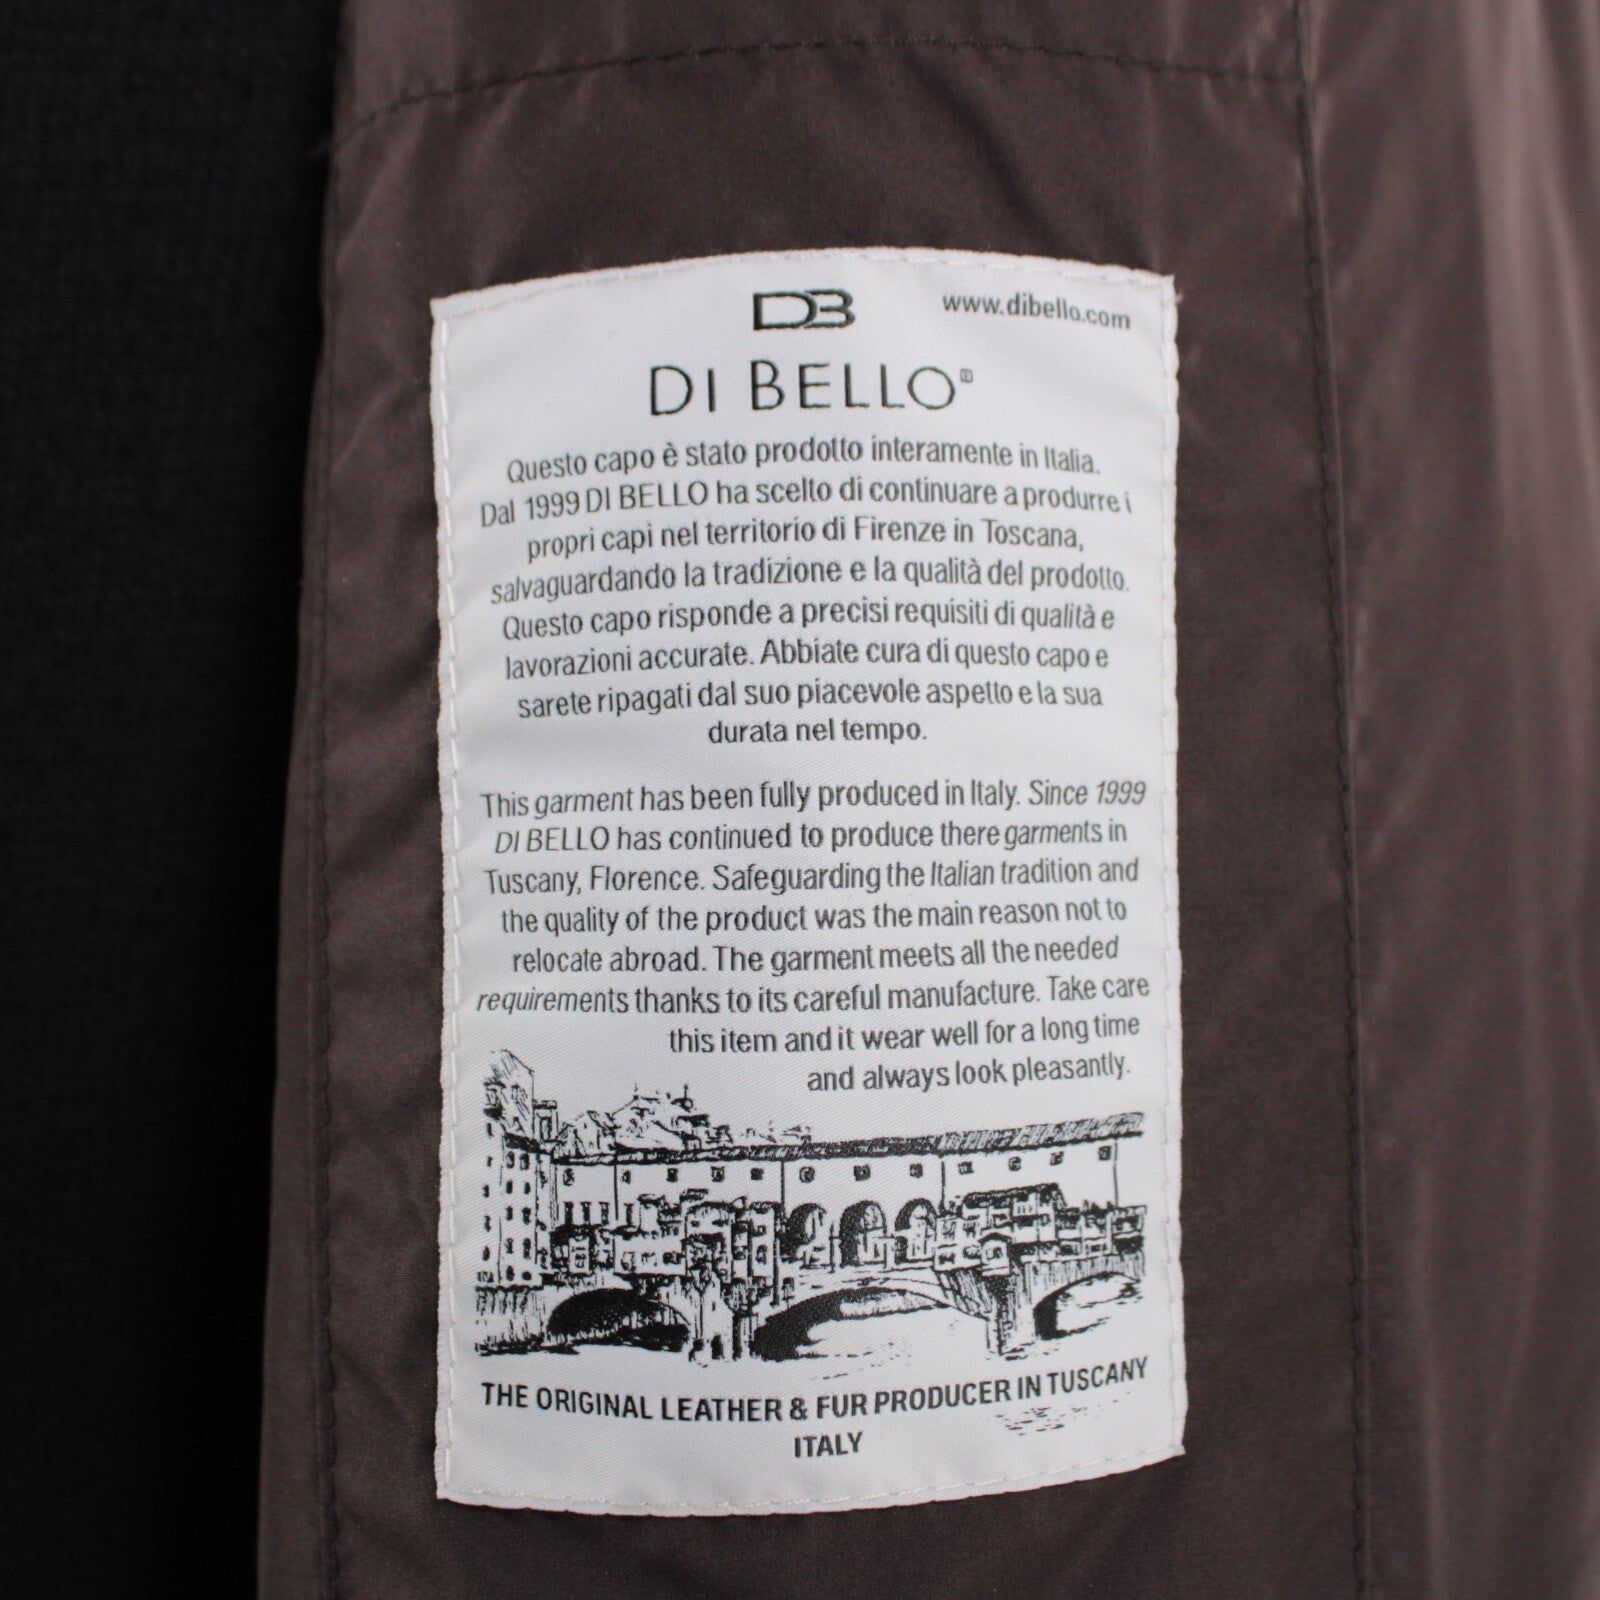 DB
www.dibello.com
DI BELLO®
Questo capo è stato prodotto interamente in Italia.
Dal 1999 DI BELLO ha scelto di continuare a produrre i
propri capi nel territorio di Firenze in Toscana,
salvaguardando la tradizione e la qualità del prodotto.
Questo capo risponde a precisi requisiti di qualità e
lavorazioni accurate. Abbiate cura di questo capo e
sarete ripagati dal suo piacevole aspetto e la sua
durata nel tempo.
This garment has been fully produced in Italy. Since 1999
DI BELLO has continued to produce there garments in
Tuscany, Florence. Safeguarding the Italian tradition and
the quality of the product was the main reason not to
relocate abroad. The garment meets all the needed
requirements thanks to its careful manufacture. Take care
this item and it wear well for a long time
and always look pleasantly.
THE ORIGINAL LEATHER & FUR PRODUCER IN TUSCANY
ITALY